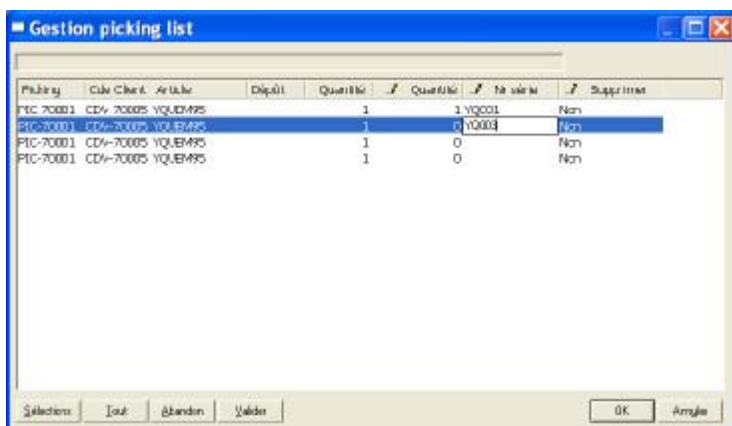 Gestion picking list
Picking Cde Client Article Dépôt Quantité Quantité Nr série Supprimer
PIC-70001 CDV-70005 YQUEM95 1 1 YQ001 Non
PIC-70001 CDV-70005 YQUEM95 1 0 YQ003 Non
PIC-70001 CDV-70005 YQUEM95 1 0 Non
PIC-70001 CDV-70005 YQUEM95 1 0 Non
Sélections Tout Abandon Valider OK Annuler